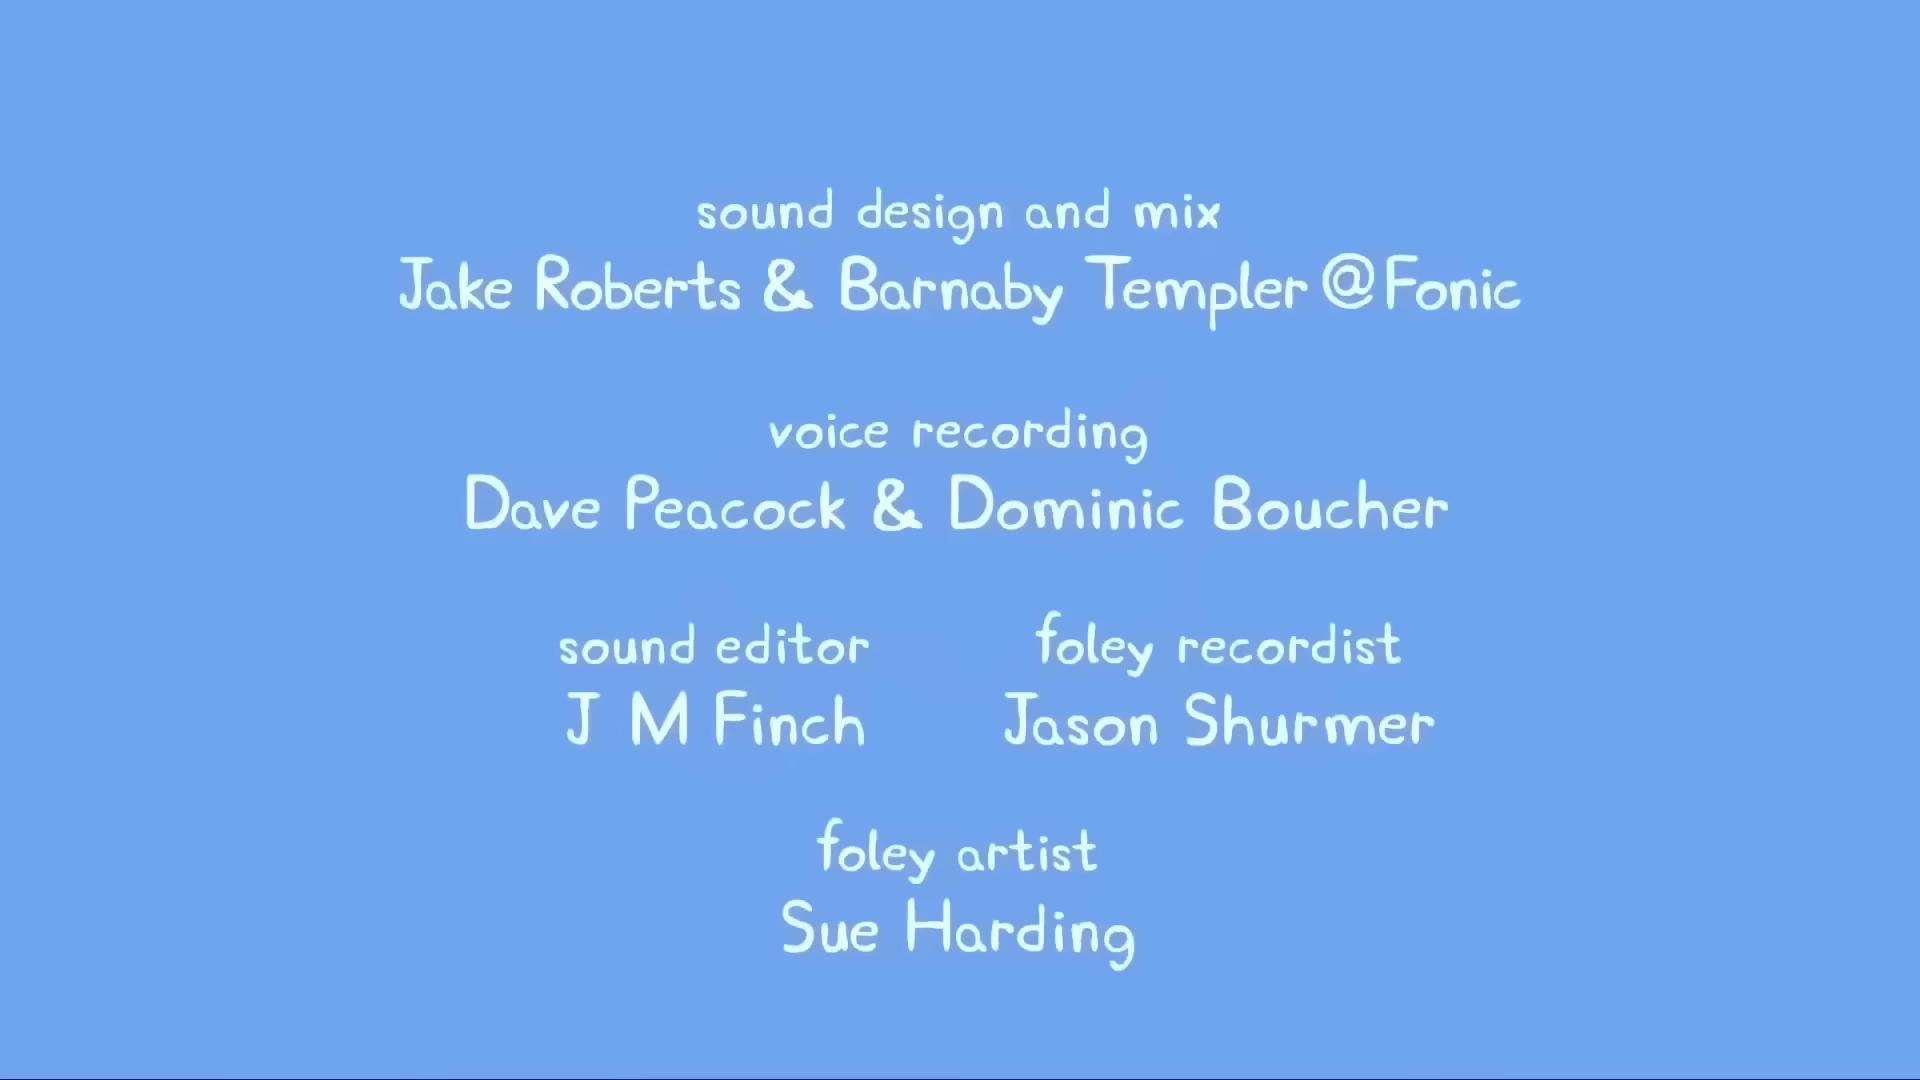 sound design and mix
Jake Roberts & Barnaby Templer @Fonic
voice recording
Dave Peacock & Dominic Boucher
sound editor
J M Finch
foley recordist
Jason Shurmer
foley artist
Sue Harding